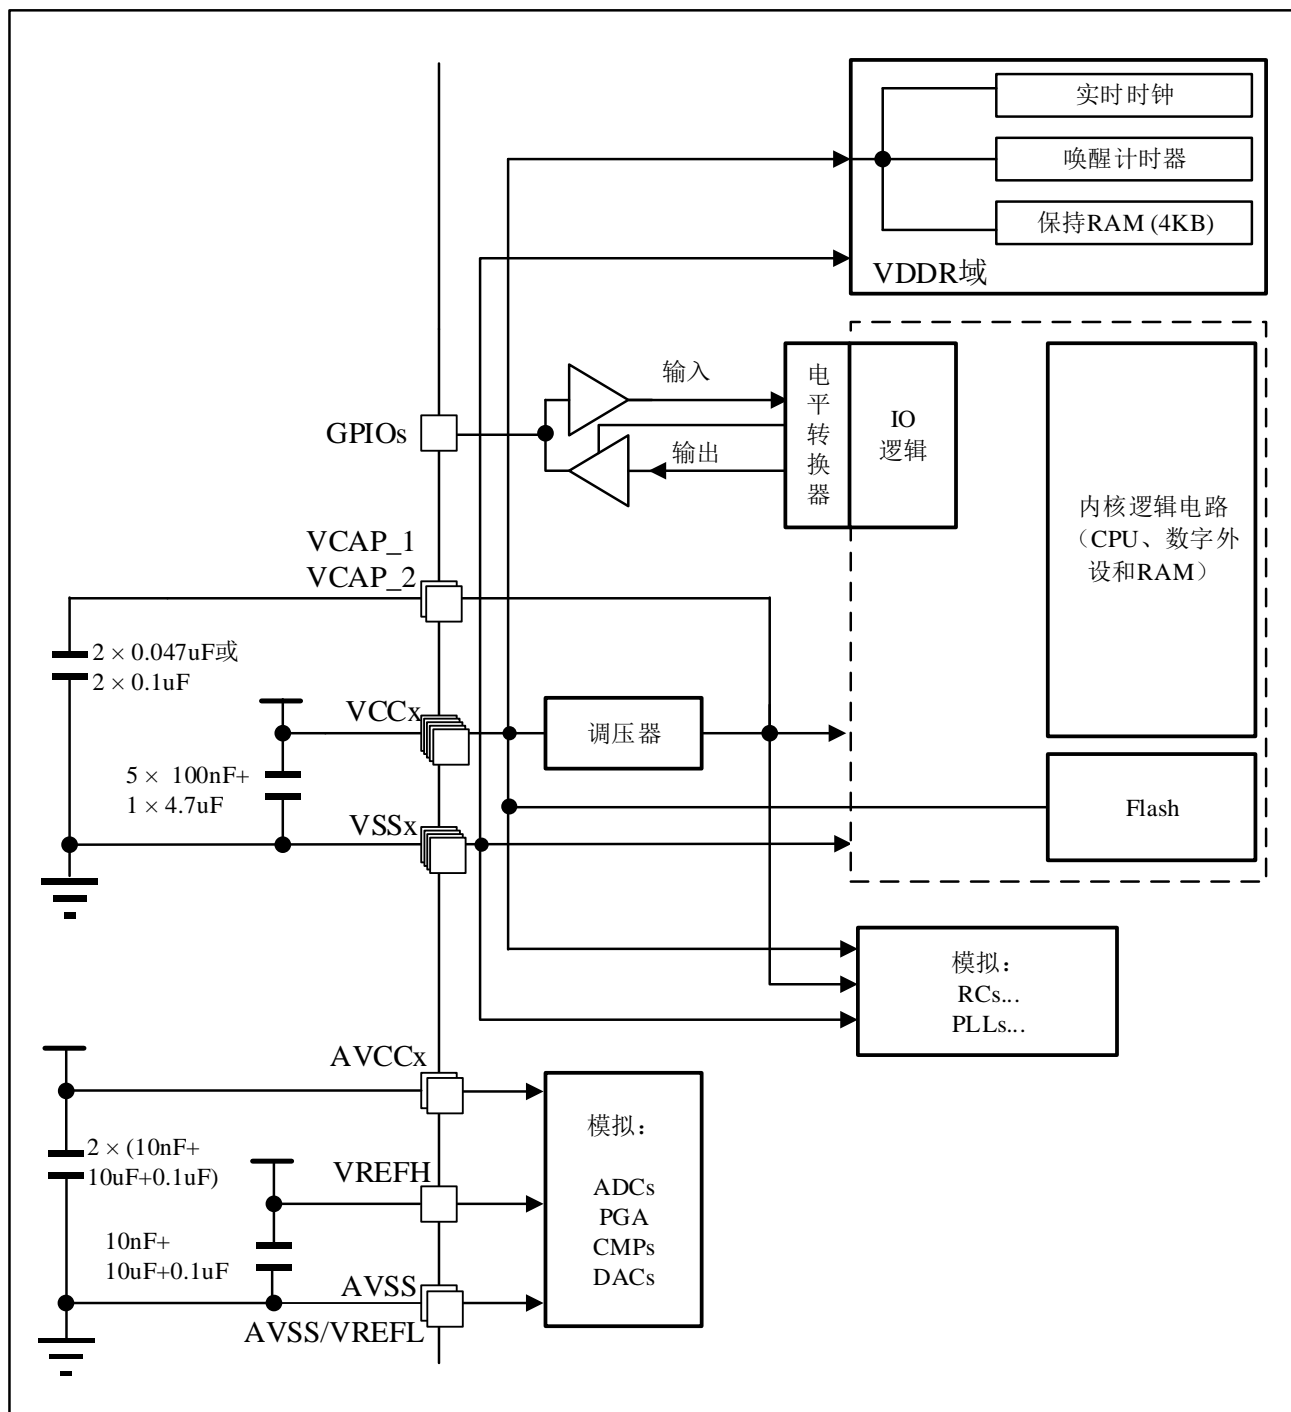 实时时钟
唤醒计时器
保持RAM (4KB)
VDDR域
输入
电
平
转
换
器
IO
逻辑
GPIOs
输出
内核逻辑电路
（CPU、数字外
设和RAM）
VCAP_1
VCAP_2
2 × 0.047uF或
2 × 0.1uF
VCCx
调压器
5 × 100nF+
1 × 4.7uF
Flash
VSSx
模拟：
RCs...
PLLs...
AVCCx
模拟：
2 × (10nF+
10uF+0.1uF)
VREFH
ADCs
PGA
CMPs
DACs
10nF+
10uF+0.1uF
AVSS
AVSS/VREFL